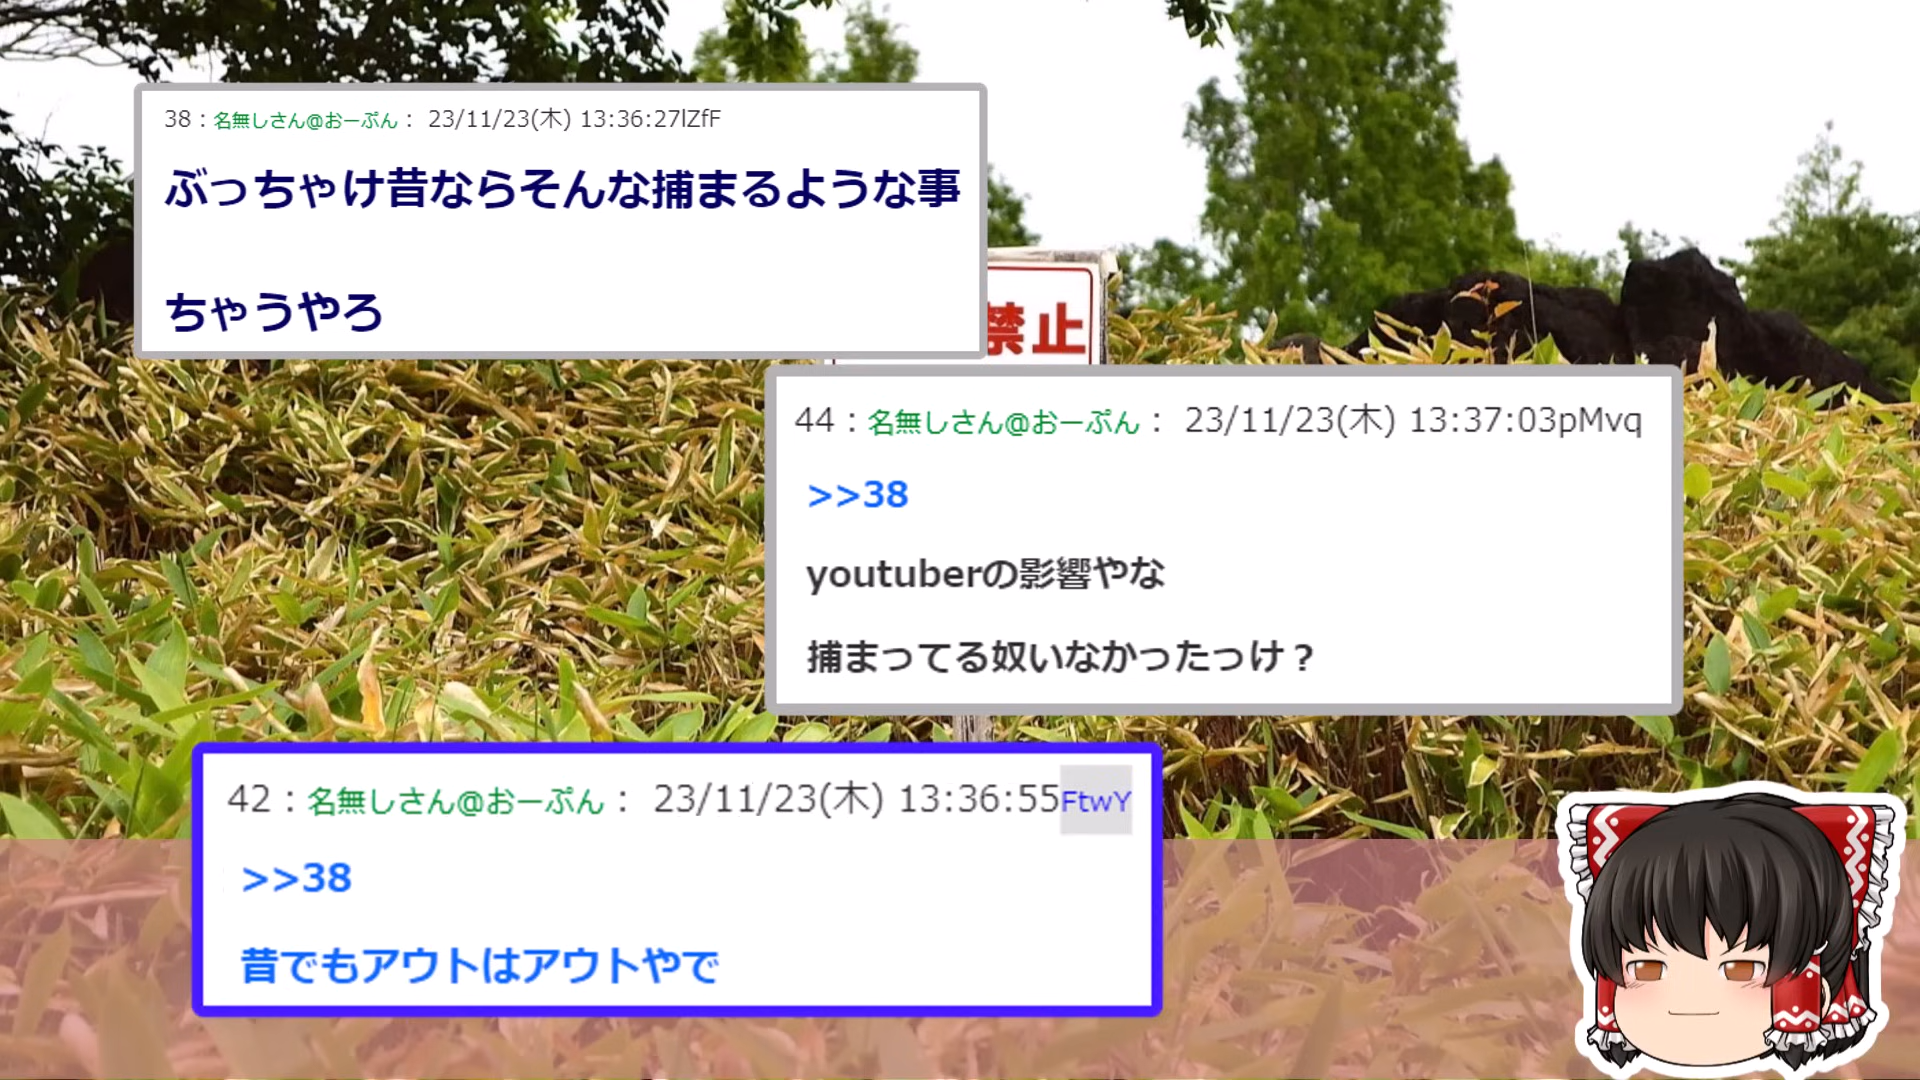 38：名無しさん@おーぷん： 23/11/23(木) 13:36:27lZfF
ぶっちゃけ昔ならそんな捕まるような事
ちゃうやろ
禁止
44：名無しさん@おーぷん： 23/11/23(木) 13:37:03pMvq
>>38
youtuberの影響やな
捕まってる奴いなかったっけ？
42：名無しさん@おーぷん： 23/11/23(木) 13:36:55FtwY
>>38
昔でもアウトはアウトやで